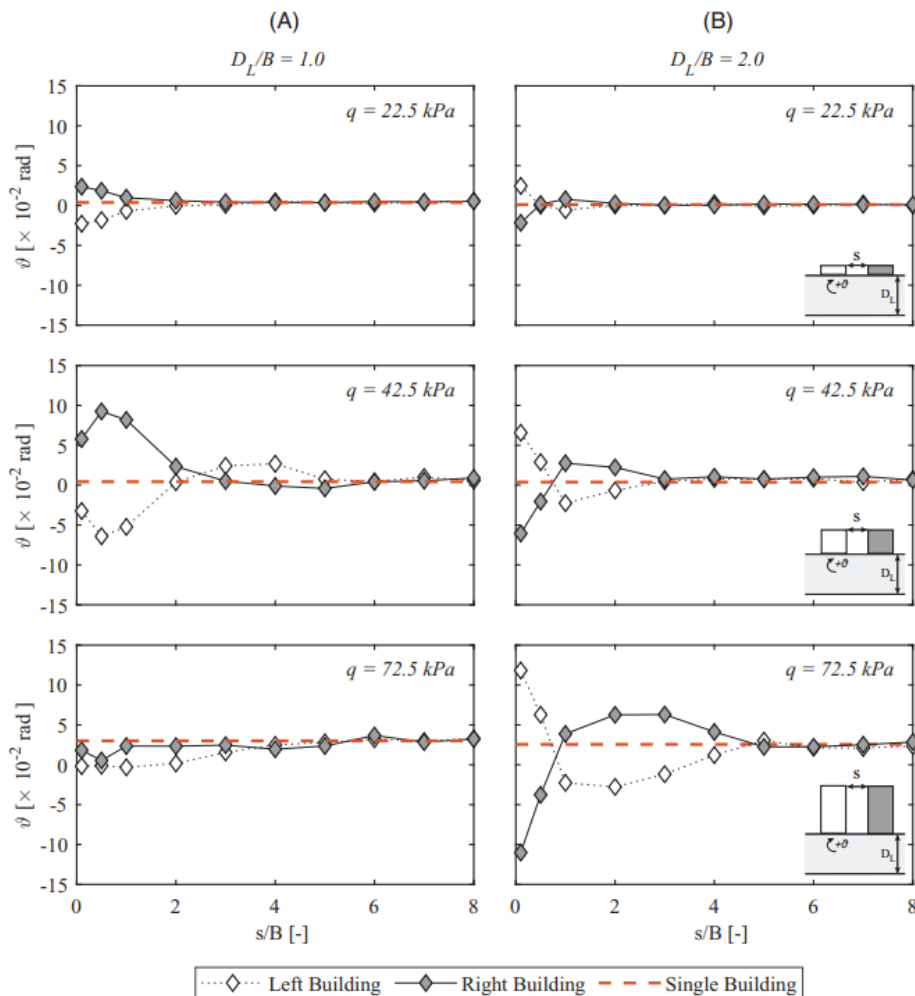 (A)
(B)
D_L/B = 1.0
D_L/B = 2.0
15
10
5
0
-5
-10
-15
ϑ [× 10⁻² rad]
q = 22.5 kPa
q = 22.5 kPa
s
+ϑ
D_L
15
10
5
0
-5
-10
-15
ϑ [× 10⁻² rad]
q = 42.5 kPa
q = 42.5 kPa
s
+ϑ
D_L
15
10
5
0
-5
-10
-15
ϑ [× 10⁻² rad]
q = 72.5 kPa
q = 72.5 kPa
s
+ϑ
D_L
0 2 4 6 8
0 2 4 6 8
s/B [-]
s/B [-]
Left Building Right Building Single Building